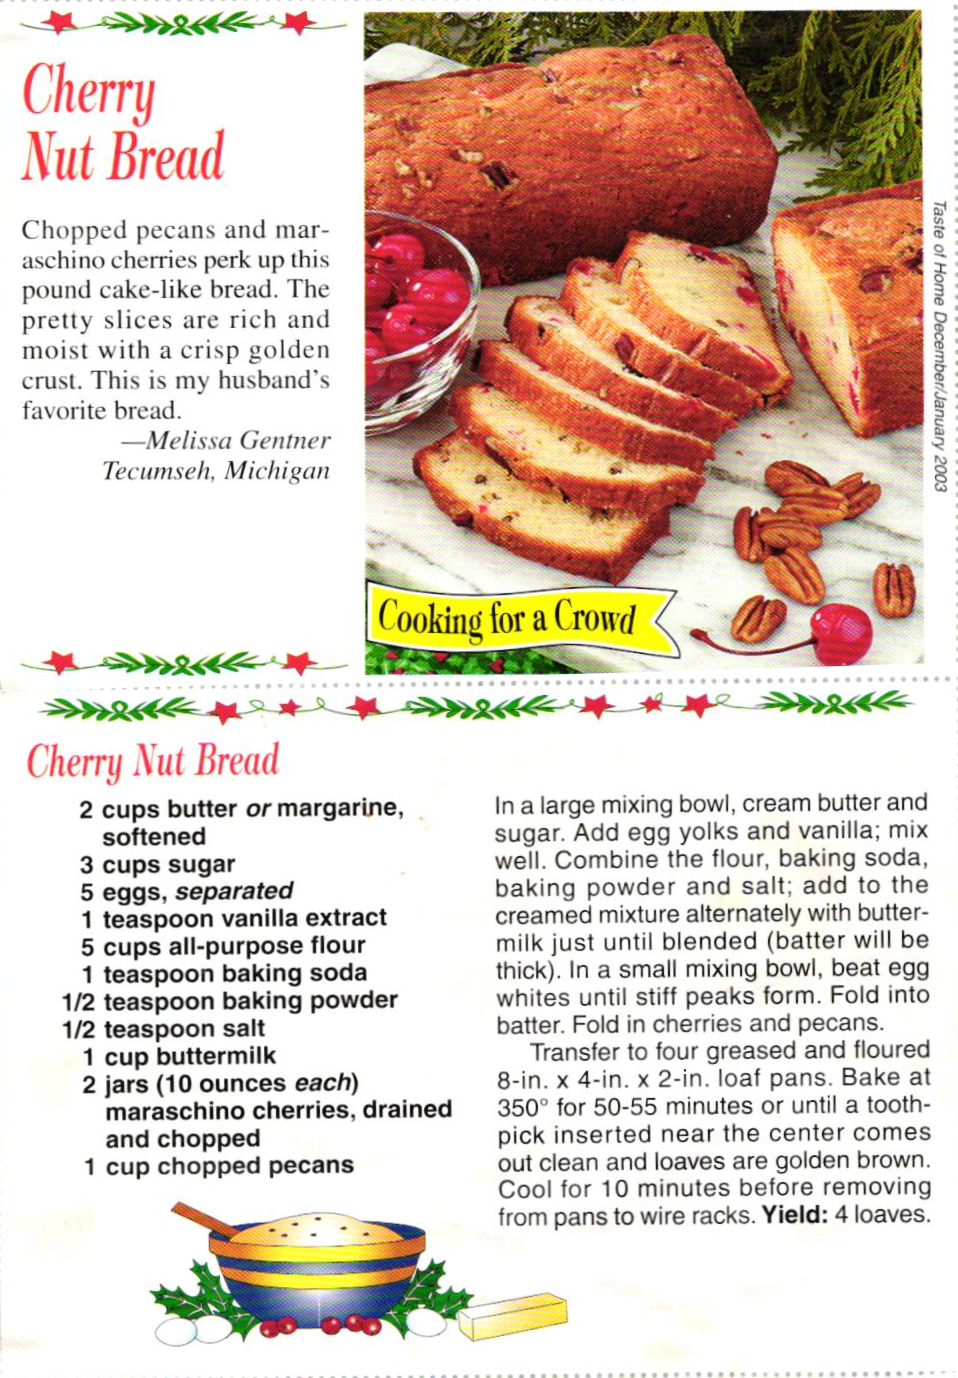 Cherry
Nut Bread
Chopped pecans and mar-
aschino cherries perk up this
pound cake-like bread. The
pretty slices are rich and
moist with a crisp golden
crust. This is my husband's
favorite bread.
—Melissa Gentner
Tecumseh, Michigan
Taste of Home December/January 2003
Cooking for a Crowd
Cherry Nut Bread
2 cups butter or margarine,
softened
3 cups sugar
5 eggs, separated
1 teaspoon vanilla extract
5 cups all-purpose flour
1 teaspoon baking soda
1/2 teaspoon baking powder
1/2 teaspoon salt
1 cup buttermilk
2 jars (10 ounces each)
maraschino cherries, drained
and chopped
1 cup chopped pecans
In a large mixing bowl, cream butter and
sugar. Add egg yolks and vanilla; mix
well. Combine the flour, baking soda,
baking powder and salt; add to the
creamed mixture alternately with butter-
milk just until blended (batter will be
thick). In a small mixing bowl, beat egg
whites until stiff peaks form. Fold into
batter. Fold in cherries and pecans.
Transfer to four greased and floured
8-in. x 4-in. x 2-in. loaf pans. Bake at
350° for 50-55 minutes or until a tooth-
pick inserted near the center comes
out clean and loaves are golden brown.
Cool for 10 minutes before removing
from pans to wire racks. Yield: 4 loaves.